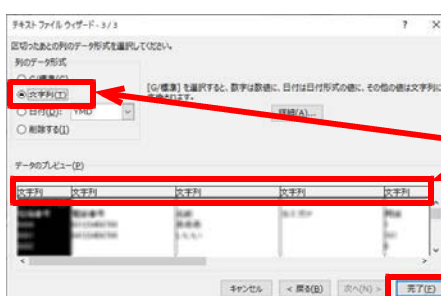 テキスト ファイル ウィザード - 3 / 3
? ×
区切ったあとの列のデータ形式を選択してください。
列のデータ形式
G/標準(G)
文字列(T)
[G/標準] を選択すると、数字は数値に、日付は日付形式の値に、その他の値は文字列に
日付(D): YMD
詳細(A)...
削除する(I)
データのプレビュー(P)
文字列 文字列 文字列 文字列 文字列
キャンセル < 戻る(B) 次へ(N) > 完了(F)